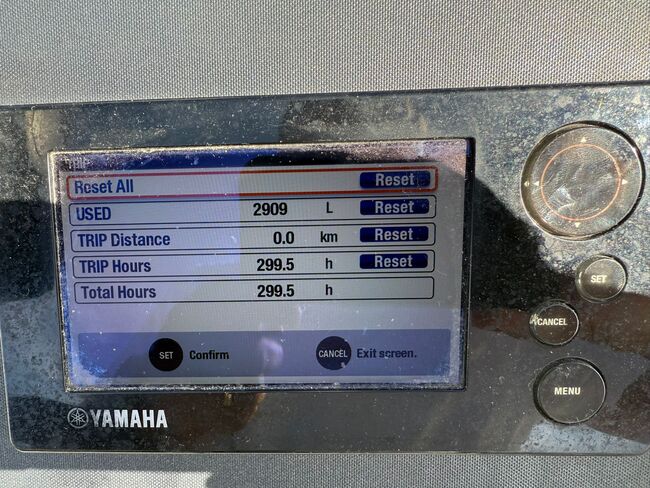 TRIP
Reset All Reset
USED 2909 L Reset
TRIP Distance 0.0 km Reset
TRIP Hours 299.5 h Reset
Total Hours 299.5 h
SET Confirm CANCEL Exit screen.
YAMAHA
SET
CANCEL
MENU